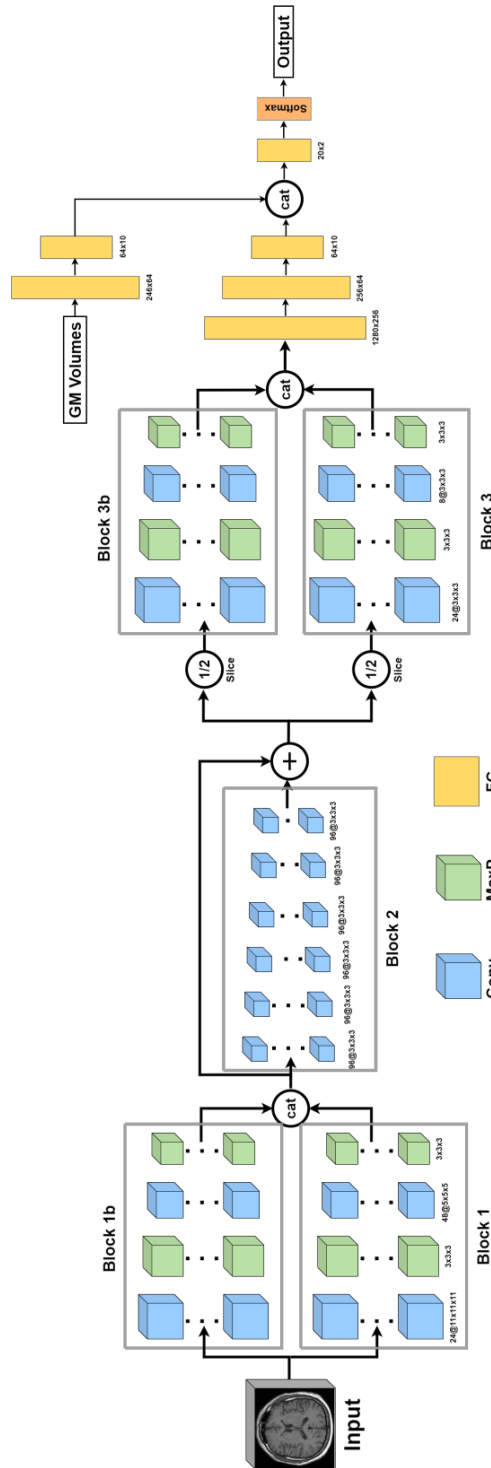 Input
Block 1b
Block 1
24@11x11x11
3x3x3
48@5x5x5
3x3x3
cat
Block 2
96@3x3x3
96@3x3x3
96@3x3x3
96@3x3x3
96@3x3x3
96@3x3x3
+
1/2
Slice
1/2
Slice
Block 3b
Block 3
24@3x3x3
3x3x3
8@3x3x3
3x3x3
cat
1280x256
256x64
64x10
GM Volumes
246x64
64x10
cat
20x2
Softmax
Output